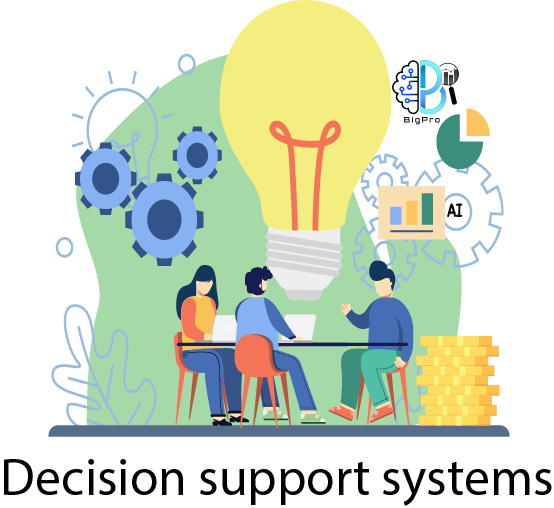 BigPro
AI
Decision support systems